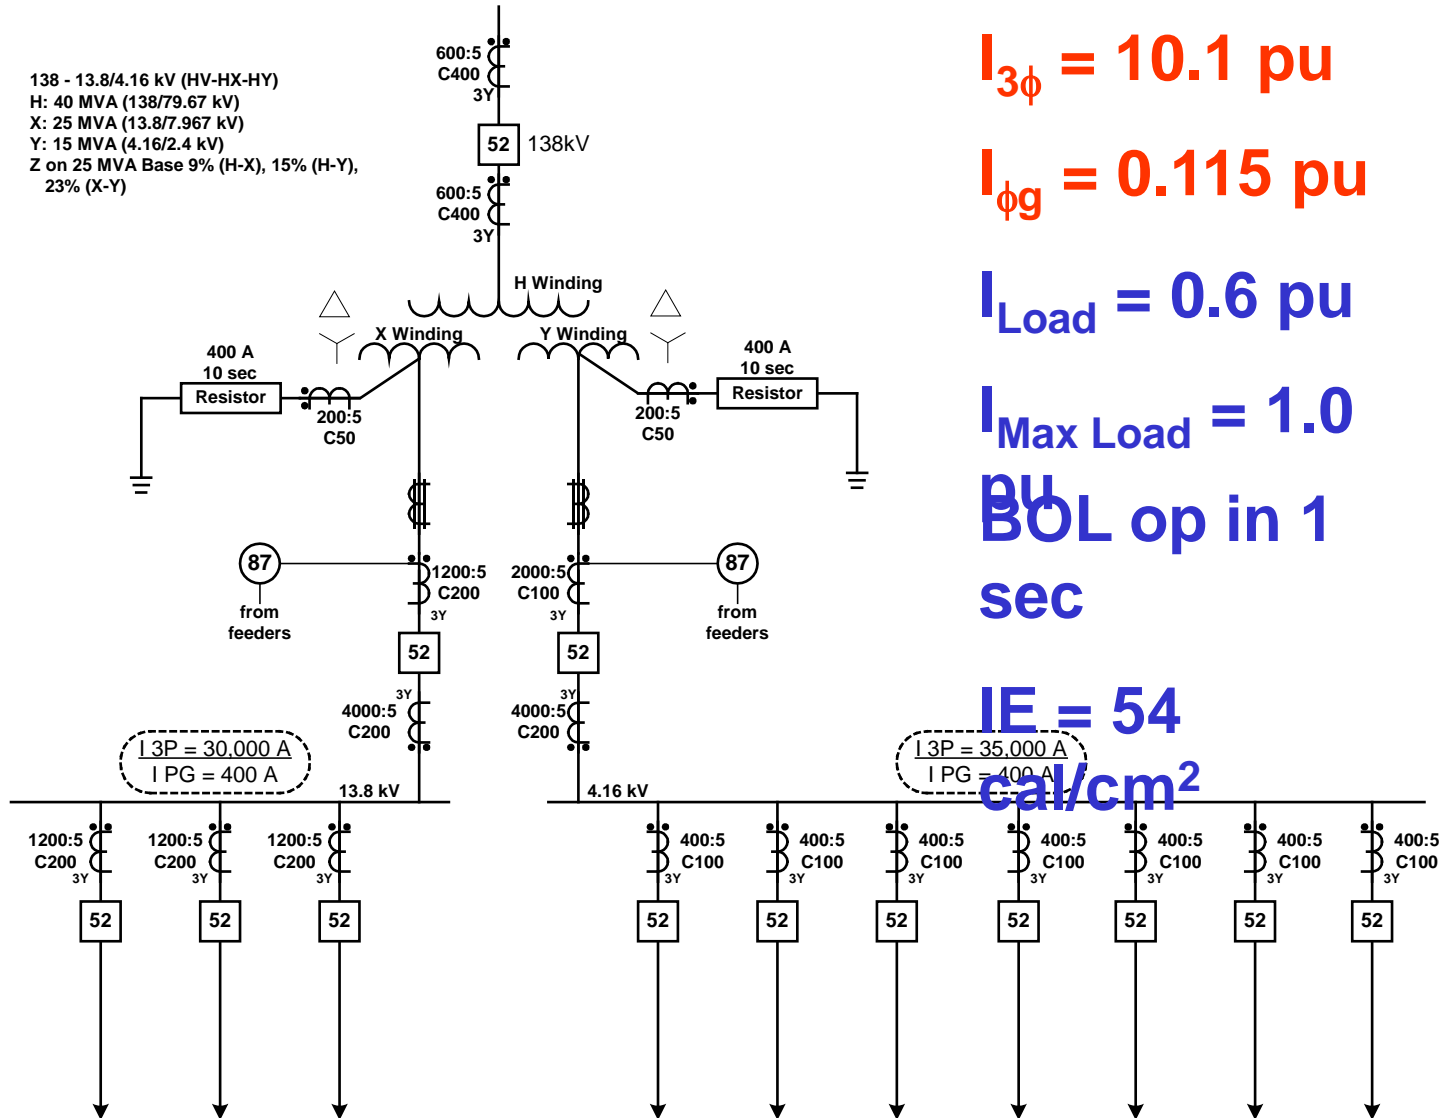 138 - 13.8/4.16 kV (HV-HX-HY)
H: 40 MVA (138/79.67 kV)
X: 25 MVA (13.8/7.967 kV)
Y: 15 MVA (4.16/2.4 kV)
Z on 25 MVA Base 9% (H-X), 15% (H-Y),
23% (X-Y)
600:5
C400
3Y
52
138kV
600:5
C400
3Y
H Winding
X Winding
Y Winding
400 A
10 sec
Resistor
200:5
C50
400 A
10 sec
Resistor
200:5
C50
87
from
feeders
1200:5
C200
3Y
52
3Y
4000:5
C200
2000:5
C100
3Y
87
from
feeders
52
3Y
4000:5
C200
I 3P = 30,000 A
I PG = 400 A
13.8 kV
I 3P = 35,000 A
I PG = 400 A
4.16 kV
1200:5
C200
3Y
52
1200:5
C200
3Y
52
1200:5
C200
3Y
52
400:5
C100
3Y
52
400:5
C100
3Y
52
400:5
C100
3Y
52
400:5
C100
3Y
52
400:5
C100
3Y
52
400:5
C100
3Y
52
400:5
C100
3Y
52
I3ϕ = 10.1 pu
Iϕg = 0.115 pu
ILoad = 0.6 pu
IMax Load = 1.0
pu
BOL op in 1
sec
IE = 54
cal/cm²